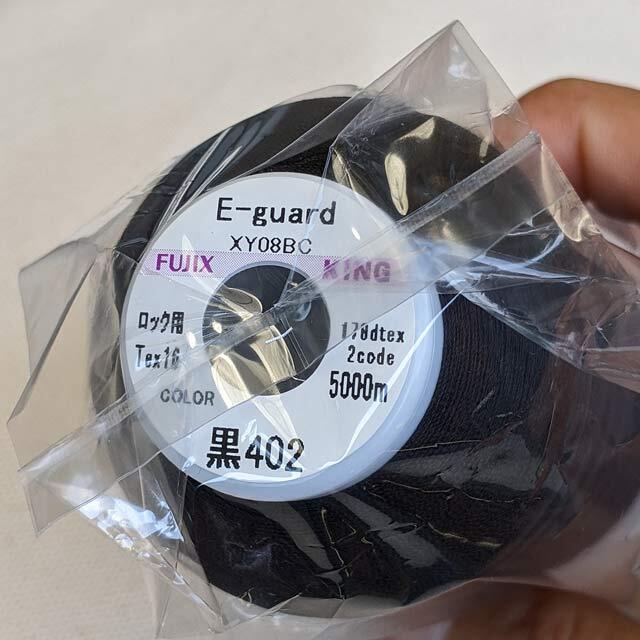 E-guard
XY08BC
FUJIX KING
ロック用
178dtex
Tex16
2code
COLOR
5000m
黒402